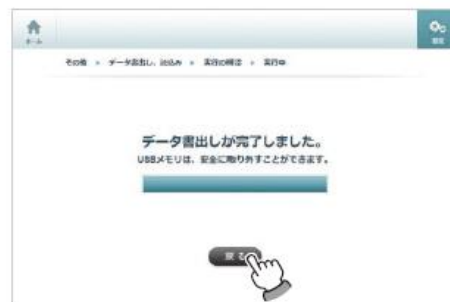 ホーム
設定
その他 » データ書出し、読込み » 実行の確認 » 実行中
データ書出しが完了しました。
USBメモリは、安全に取り外すことができます。
戻る